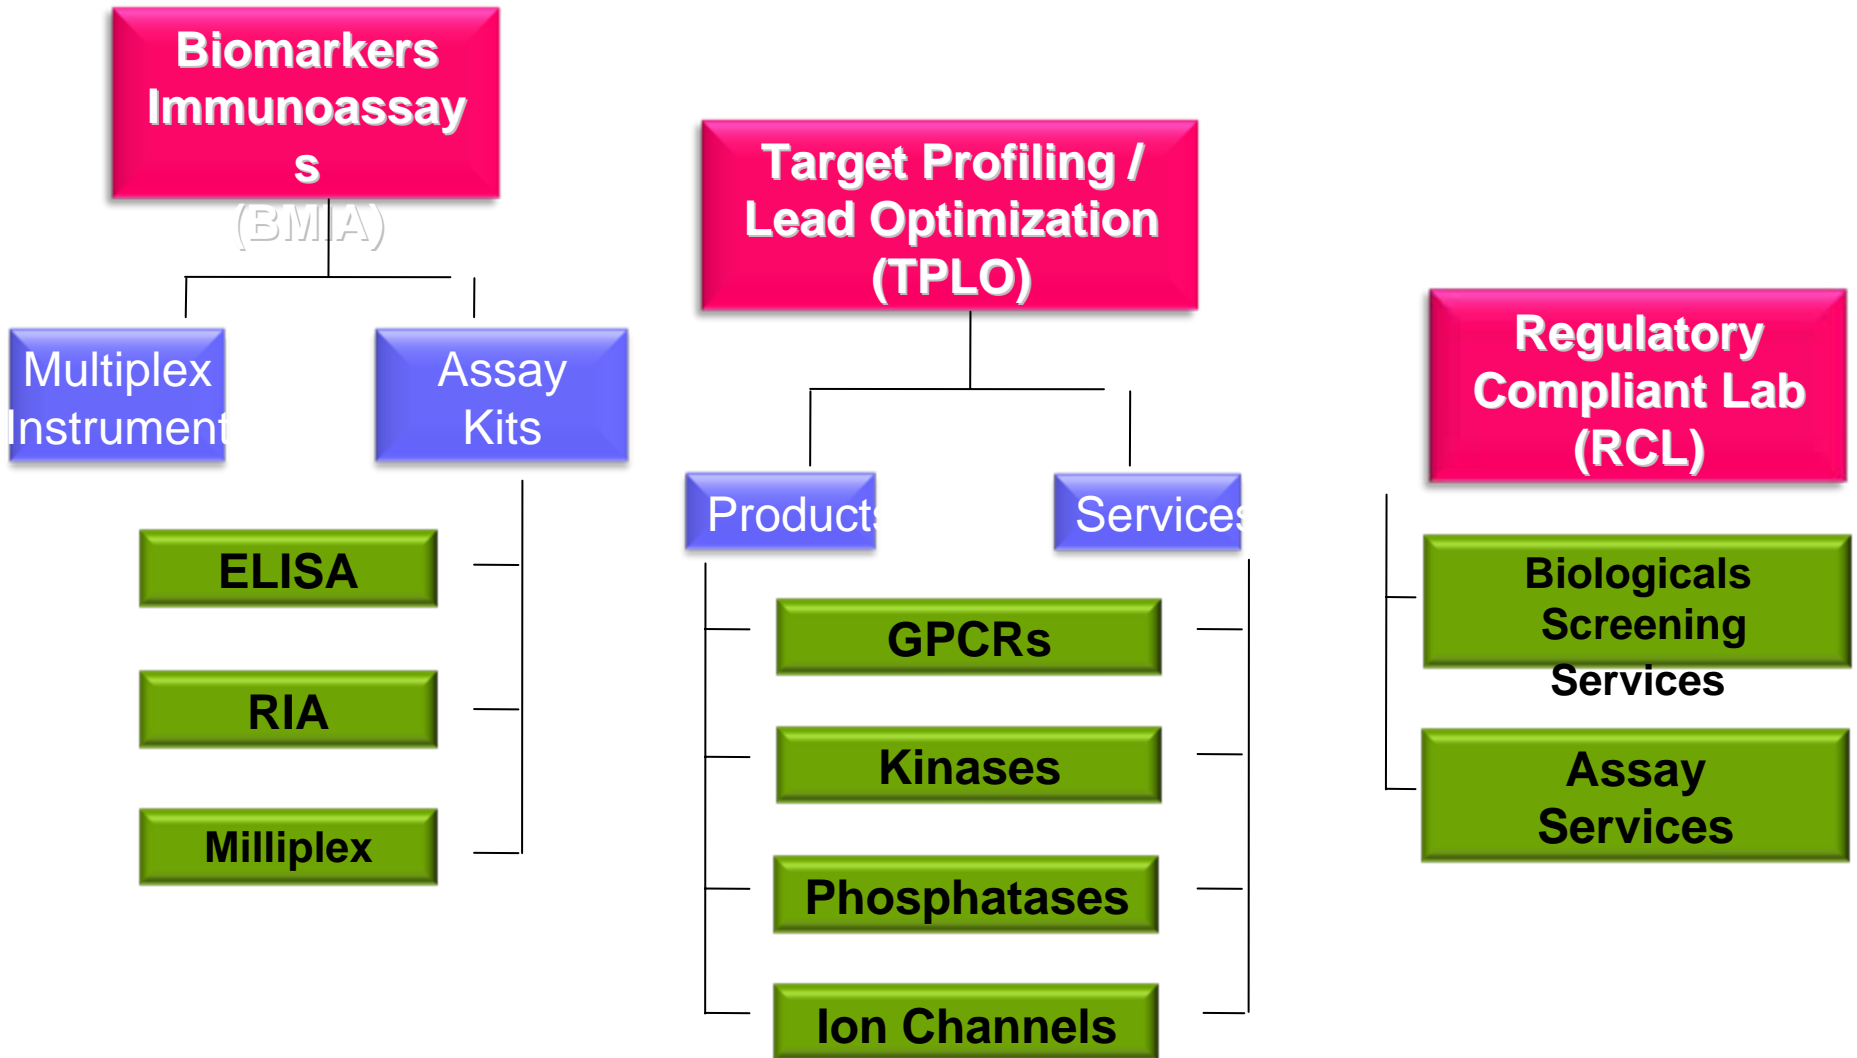 Biomarkers
Immunoassay
s
(BMIA)
Multiplex
Instrument
Assay
Kits
ELISA
RIA
Milliplex
Target Profiling /
Lead Optimization
(TPLO)
Products
Services
GPCRs
Kinases
Phosphatases
Ion Channels
Regulatory
Compliant Lab
(RCL)
Biologicals
Screening
Services
Assay
Services